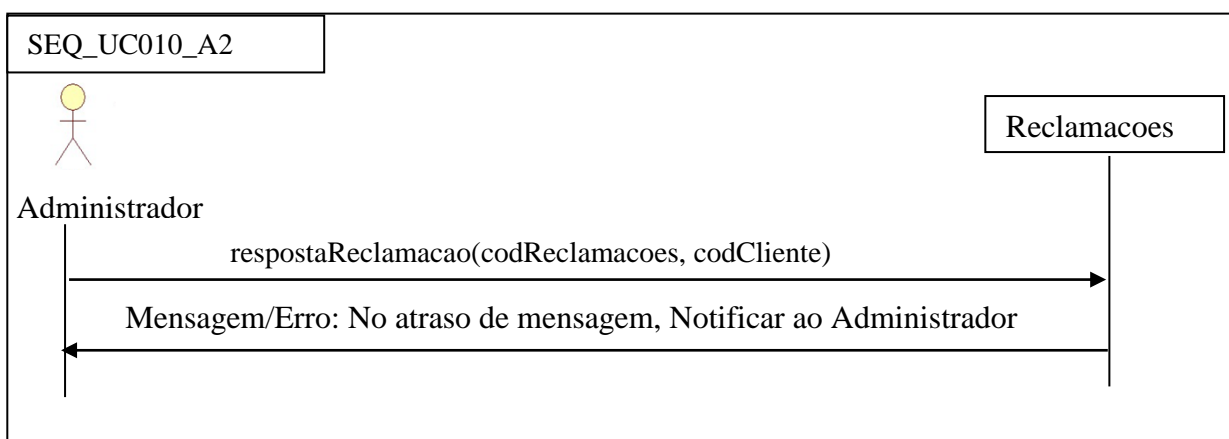 SEQ_UC010_A2
Reclamacoes
Administrador
respostaReclamacao(codReclamacoes, codCliente)
Mensagem/Erro: No atraso de mensagem, Notificar ao Administrador